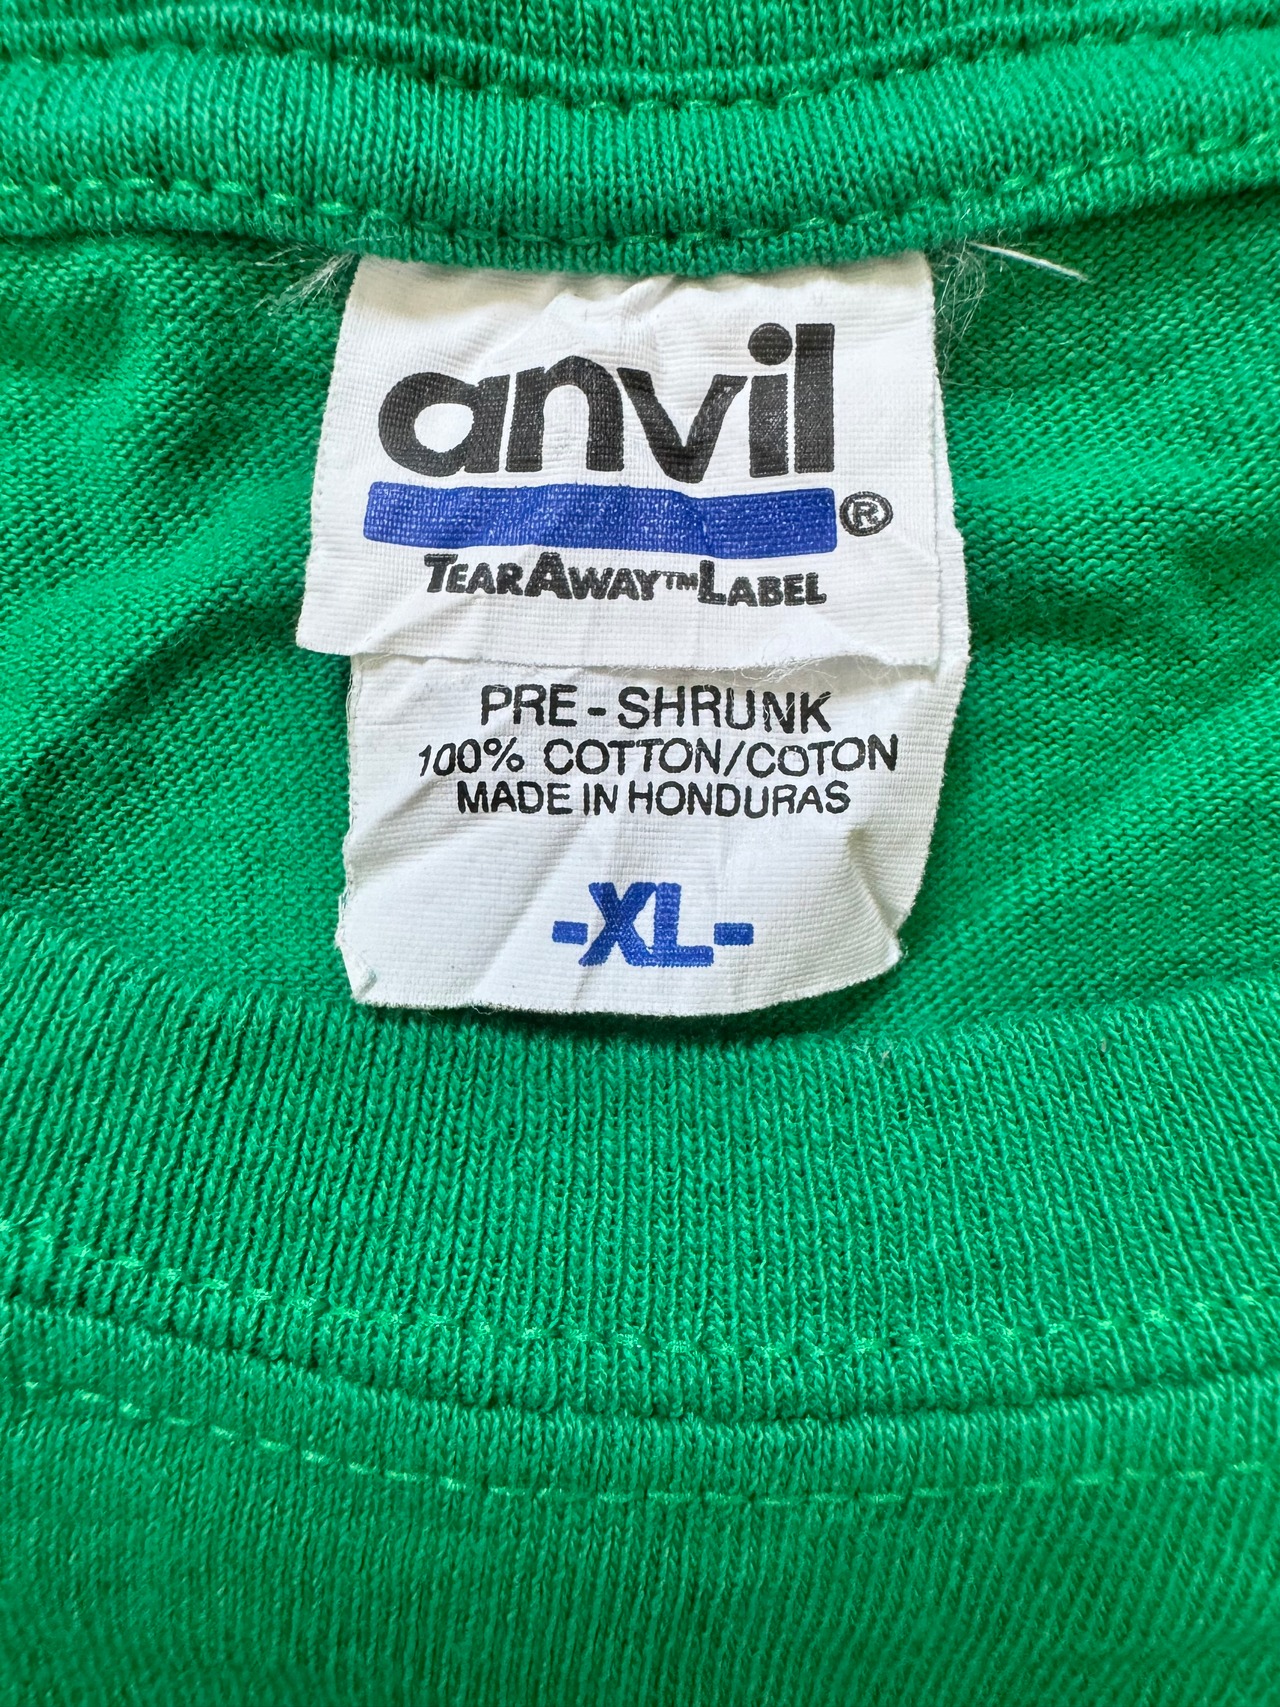 anvil
®
TEARAWAY™LABEL
PRE-SHRUNK
100% COTTON/COTON
MADE IN HONDURAS
-XL-